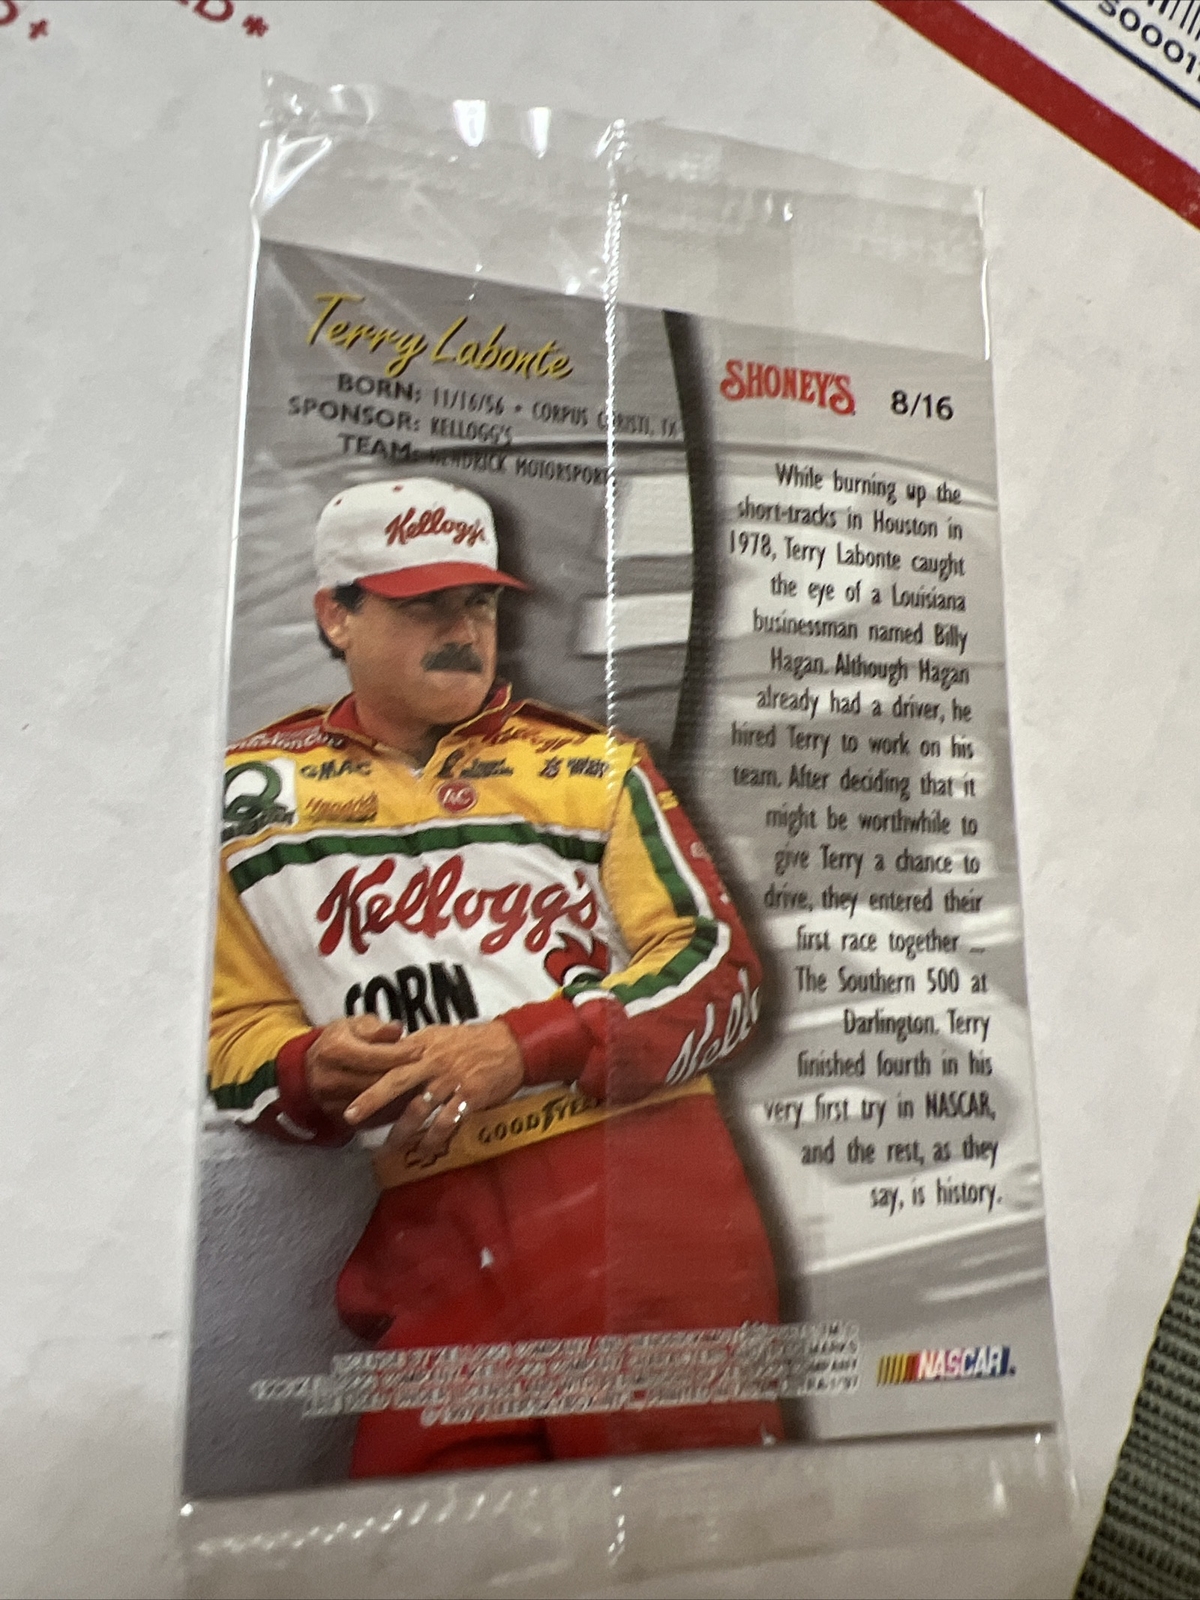 50001
Terry Labonte
BORN: 11/16/56 • CORPUS CHRISTI, TX
SPONSOR: KELLOGG'S
TEAM: HENDRICK MOTORSPORTS
SHONEY'S 8/16
While burning up the
short-tracks in Houston in
1978, Terry Labonte caught
the eye of a Louisiana
businessman named Billy
Hagan. Although Hagan
already had a driver, he
hired Terry to work on his
team. After deciding that it
might be worthwhile to
give Terry a chance to
drive, they entered their
first race together ...
The Southern 500 at
Darlington. Terry
finished fourth in his
very first try in NASCAR,
and the rest, as they
say, is history.
Kellogg's
GMAC
Hendrick
AC
Kellogg's
Kellogg's
CORN
Kello
GOODYEAR
NASCAR